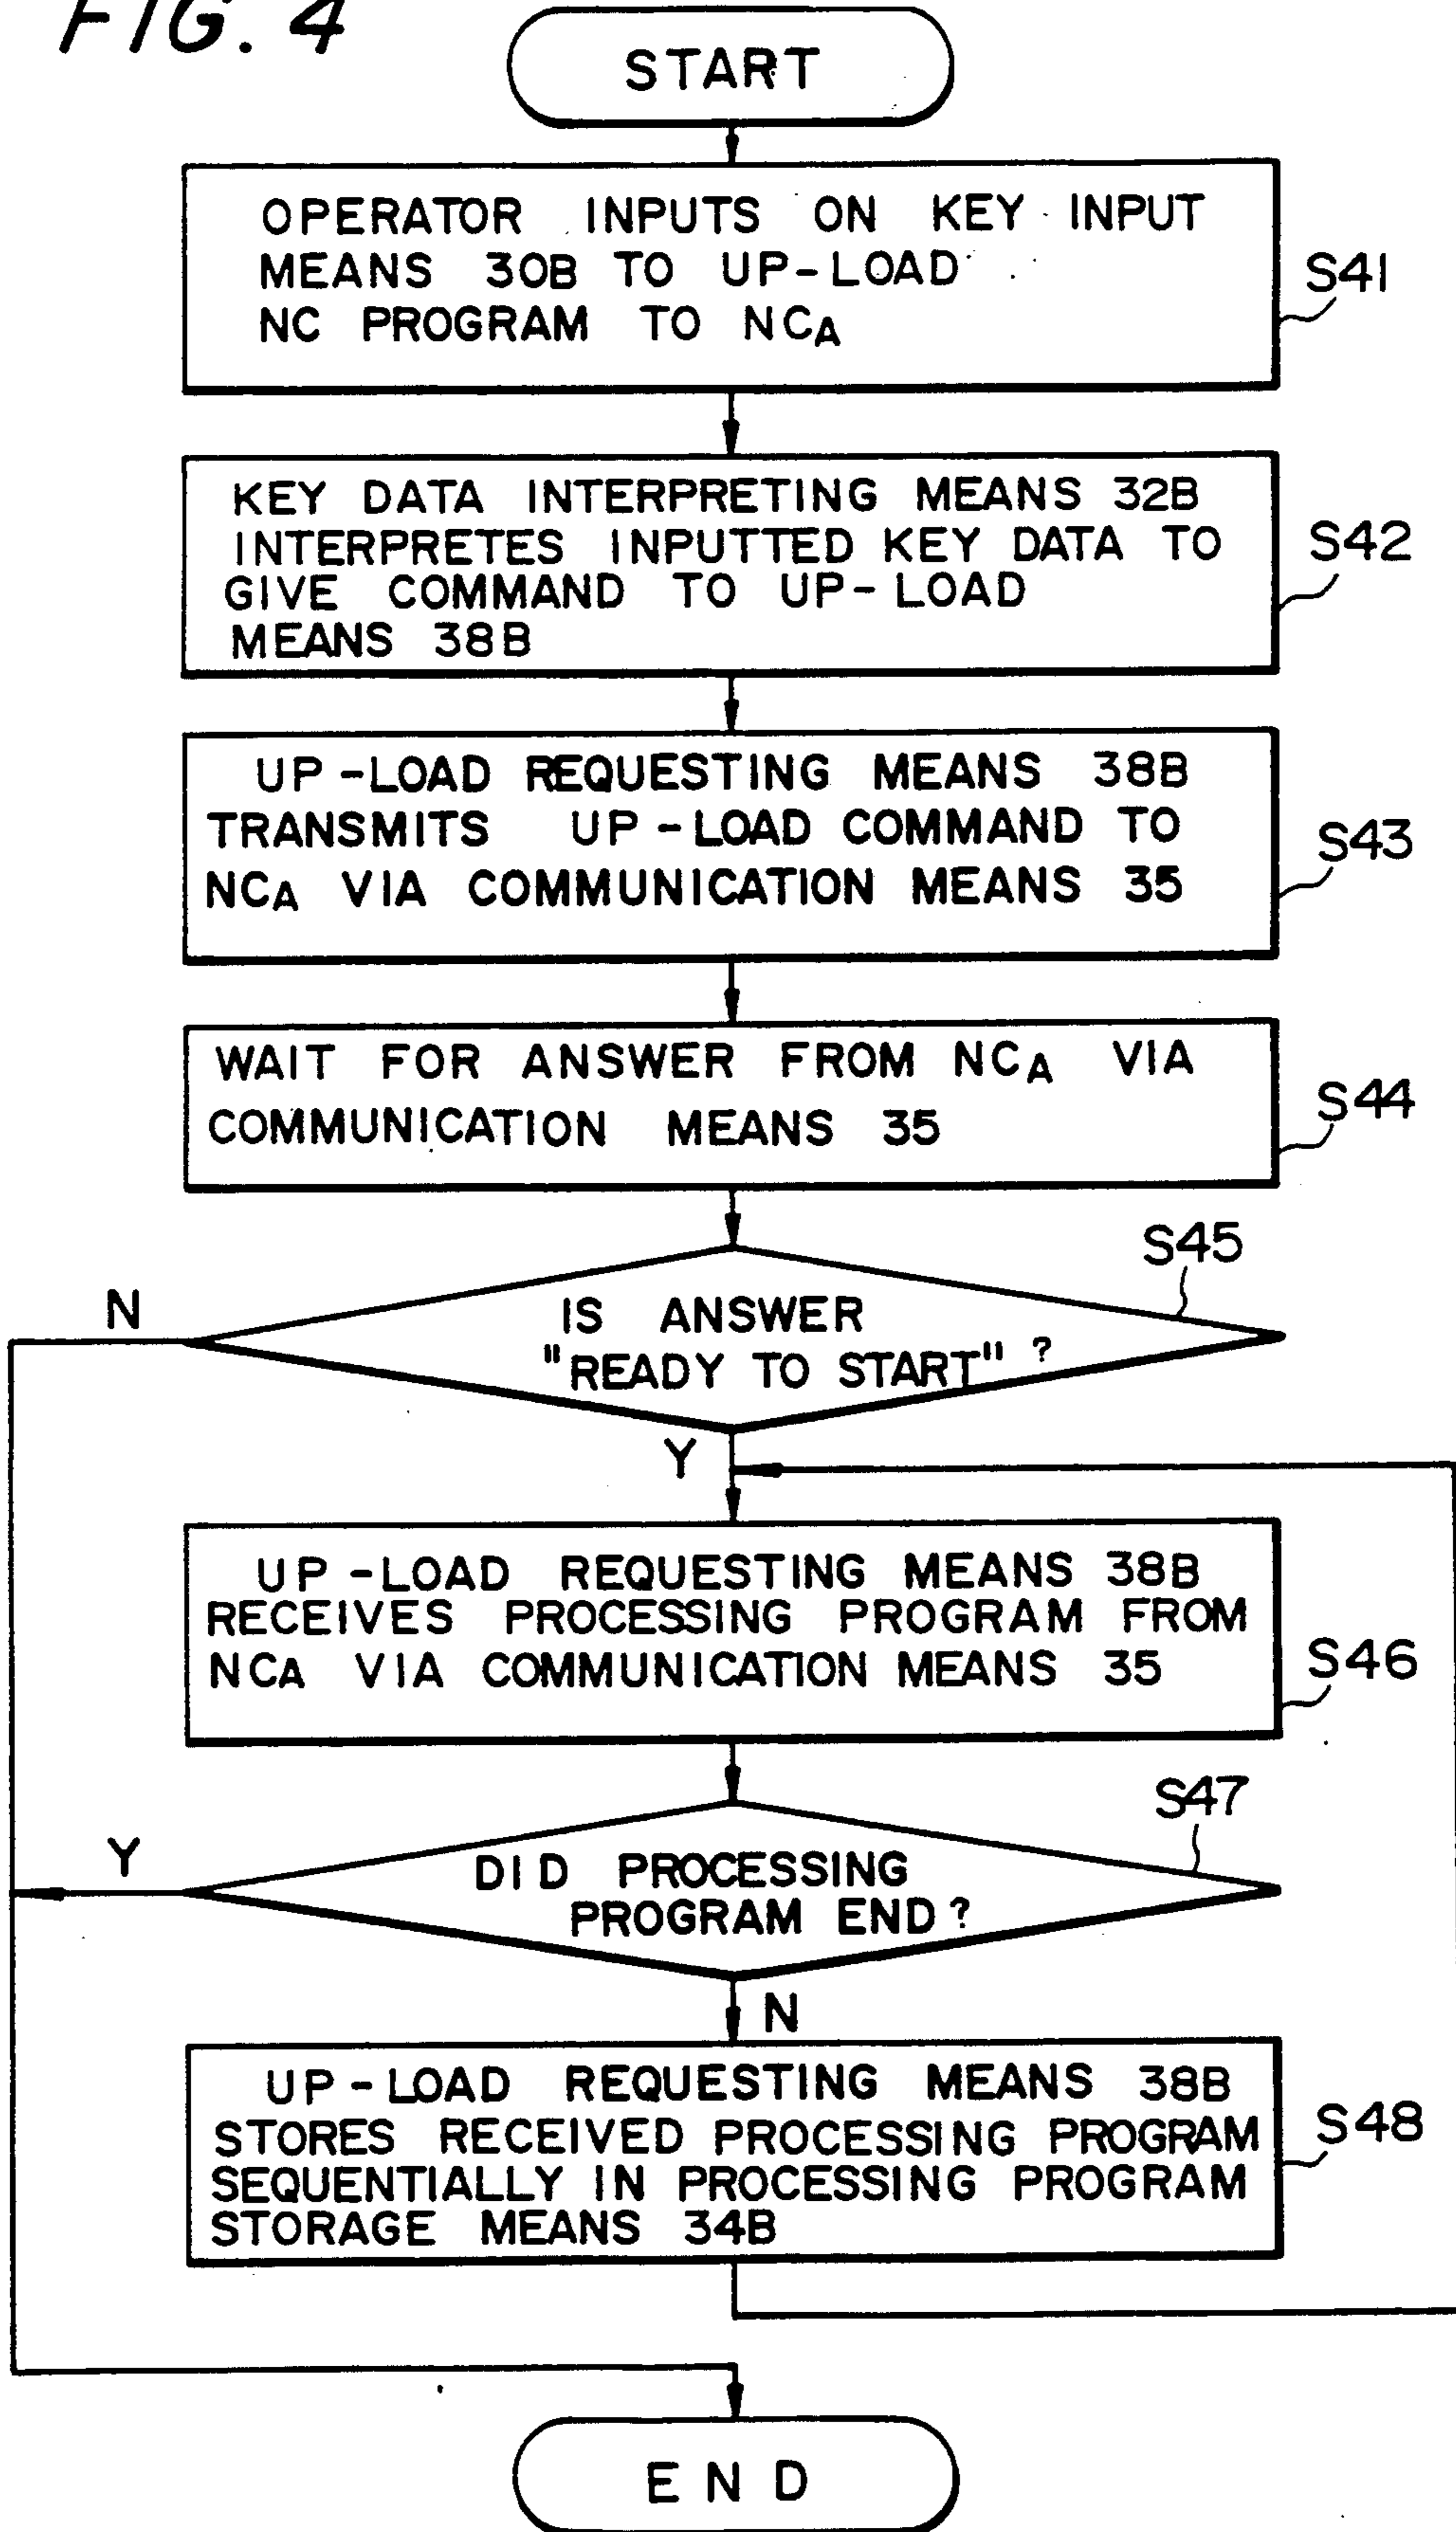 FIG. 4
START
OPERATOR INPUTS ON KEY INPUT
MEANS 30B TO UP-LOAD
NC PROGRAM TO NCA
S41
KEY DATA INTERPRETING MEANS 32B
INTERPRETES INPUTTED KEY DATA TO
GIVE COMMAND TO UP-LOAD
MEANS 38B
S42
UP-LOAD REQUESTING MEANS 38B
TRANSMITS UP-LOAD COMMAND TO
NCA VIA COMMUNICATION MEANS 35
S43
WAIT FOR ANSWER FROM NCA VIA
COMMUNICATION MEANS 35
S44
S45
N
IS ANSWER
"READY TO START" ?
Y
UP-LOAD REQUESTING MEANS 38B
RECEIVES PROCESSING PROGRAM FROM
NCA VIA COMMUNICATION MEANS 35
S46
S47
Y
DID PROCESSING
PROGRAM END?
N
UP-LOAD REQUESTING MEANS 38B
STORES RECEIVED PROCESSING PROGRAM
SEQUENTIALLY IN PROCESSING PROGRAM
STORAGE MEANS 34B
S48
END